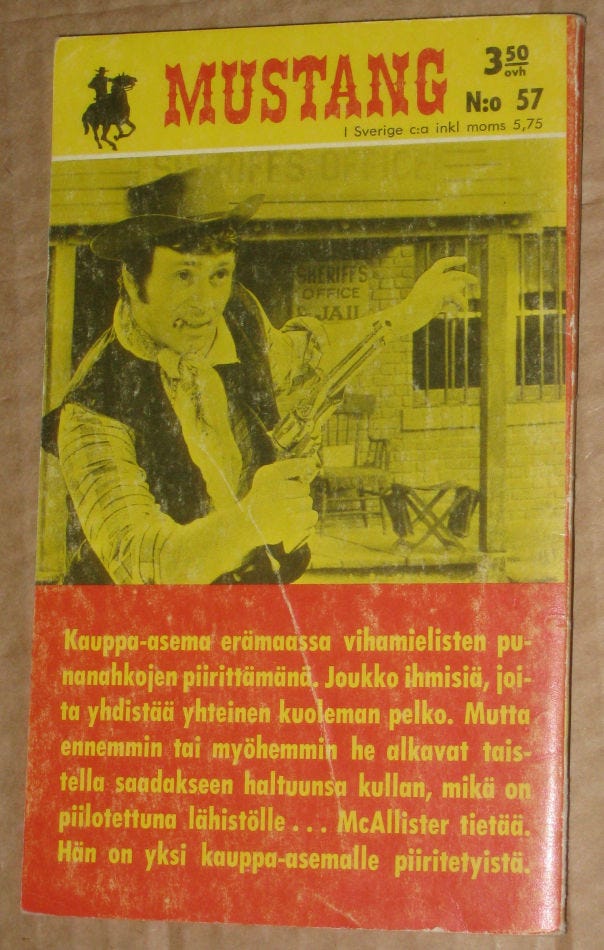 MUSTANG
3 50
ovh
N:o 57
I Sverige c:a inkl moms 5,75
SHERIFFS OFFICE
SHERIFF'S
OFFICE
& JAIL
Kauppa-asema erämaassa vihamielisten pu-
nanahkojen piirittämänä. Joukko ihmisiä, joi-
ta yhdistää yhteinen kuoleman pelko. Mutta
ennemmin tai myöhemmin he alkavat tais-
tella saadakseen haltuunsa kullan, mikä on
piilotettuna lähistölle... McAllister tietää.
Hän on yksi kauppa-asemalle piiritetyistä.